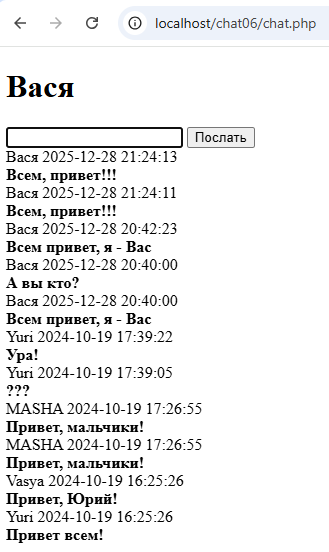 localhost/chat06/chat.php
Вася
Послать
Вася 2025-12-28 21:24:13
Всем, привет!!!
Вася 2025-12-28 21:24:11
Всем, привет!!!
Вася 2025-12-28 20:42:23
Всем привет, я - Вас
Вася 2025-12-28 20:40:00
А вы кто?
Вася 2025-12-28 20:40:00
Всем привет, я - Вас
Yuri 2024-10-19 17:39:22
Ура!
Yuri 2024-10-19 17:39:05
???
MASHA 2024-10-19 17:26:55
Привет, мальчики!
MASHA 2024-10-19 17:26:55
Привет, мальчики!
Vasya 2024-10-19 16:25:26
Привет, Юрий!
Yuri 2024-10-19 16:25:26
Привет всем!